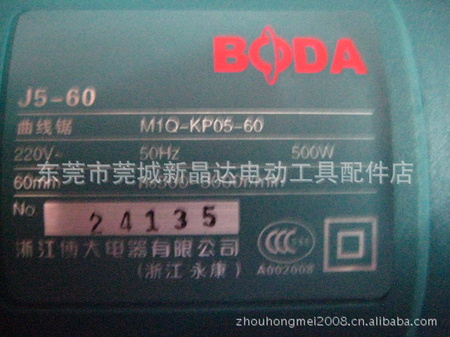 BODA
J5-60
曲线锯 M1Q-KP05-60
220V~ 50Hz 500W
60mm
东莞市莞城新晶达电动工具配件店
No. 24135
浙江博大电器有限公司
(浙江永康)
CCC
A002008
zhouhongmei2008.cn.alibaba.com